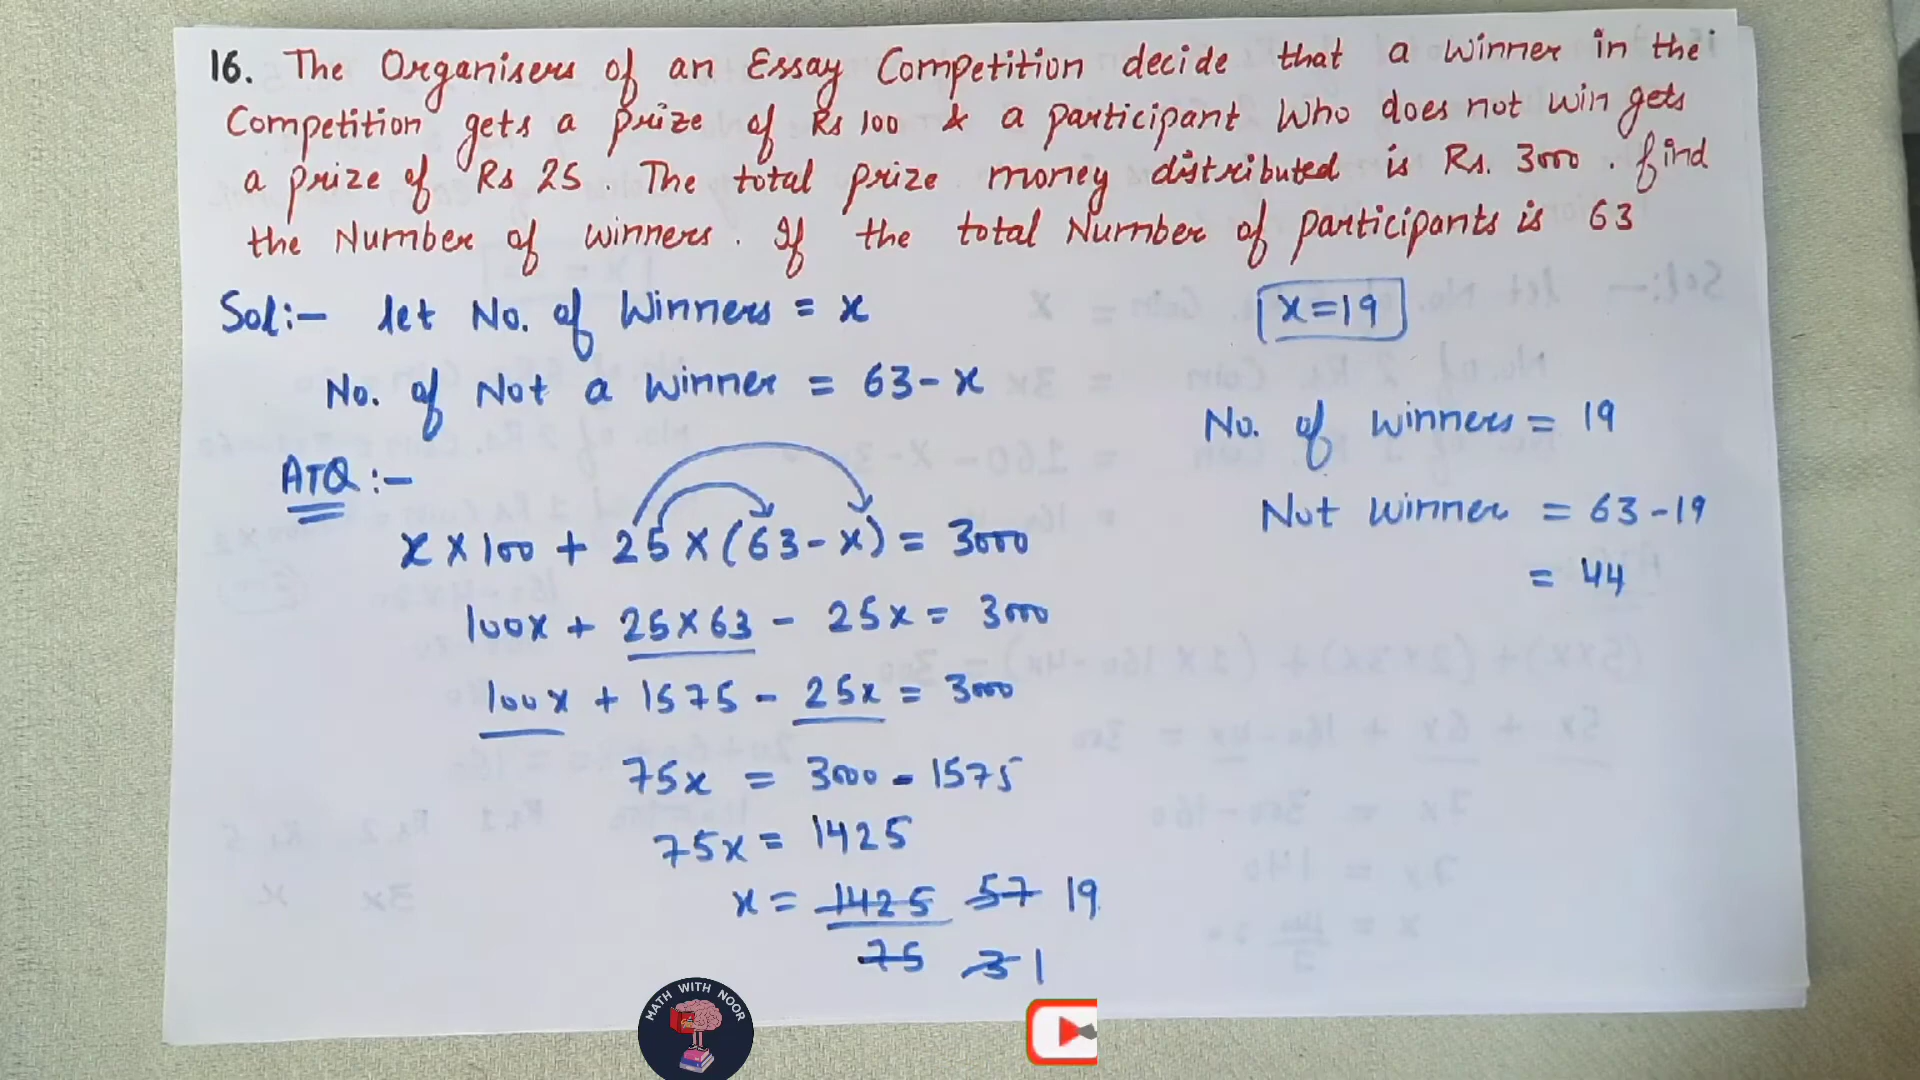 16. The Organisers of an Essay Competition decide that a winner in the
Competition gets a prize of Rs 100 & a participant Who does not win gets
a prize of Rs 25. The total prize money distributed is Rs. 3000. find
the Number of winners. If the total Number of participants is 63
Sol:- let No. of Winners = x
No. of Not a winner = 63-x
ATQ:-
x × 100 + 25 × (63-x) = 3000
100x + 25×63 - 25x = 3000
100x + 1575 - 25x = 3000
75x = 3000 - 1575
75x = 1425
x = 1425 57 19
75 3 1
x=19
No. of winners = 19
Not winner = 63-19
= 44
MATH WITH NOOR